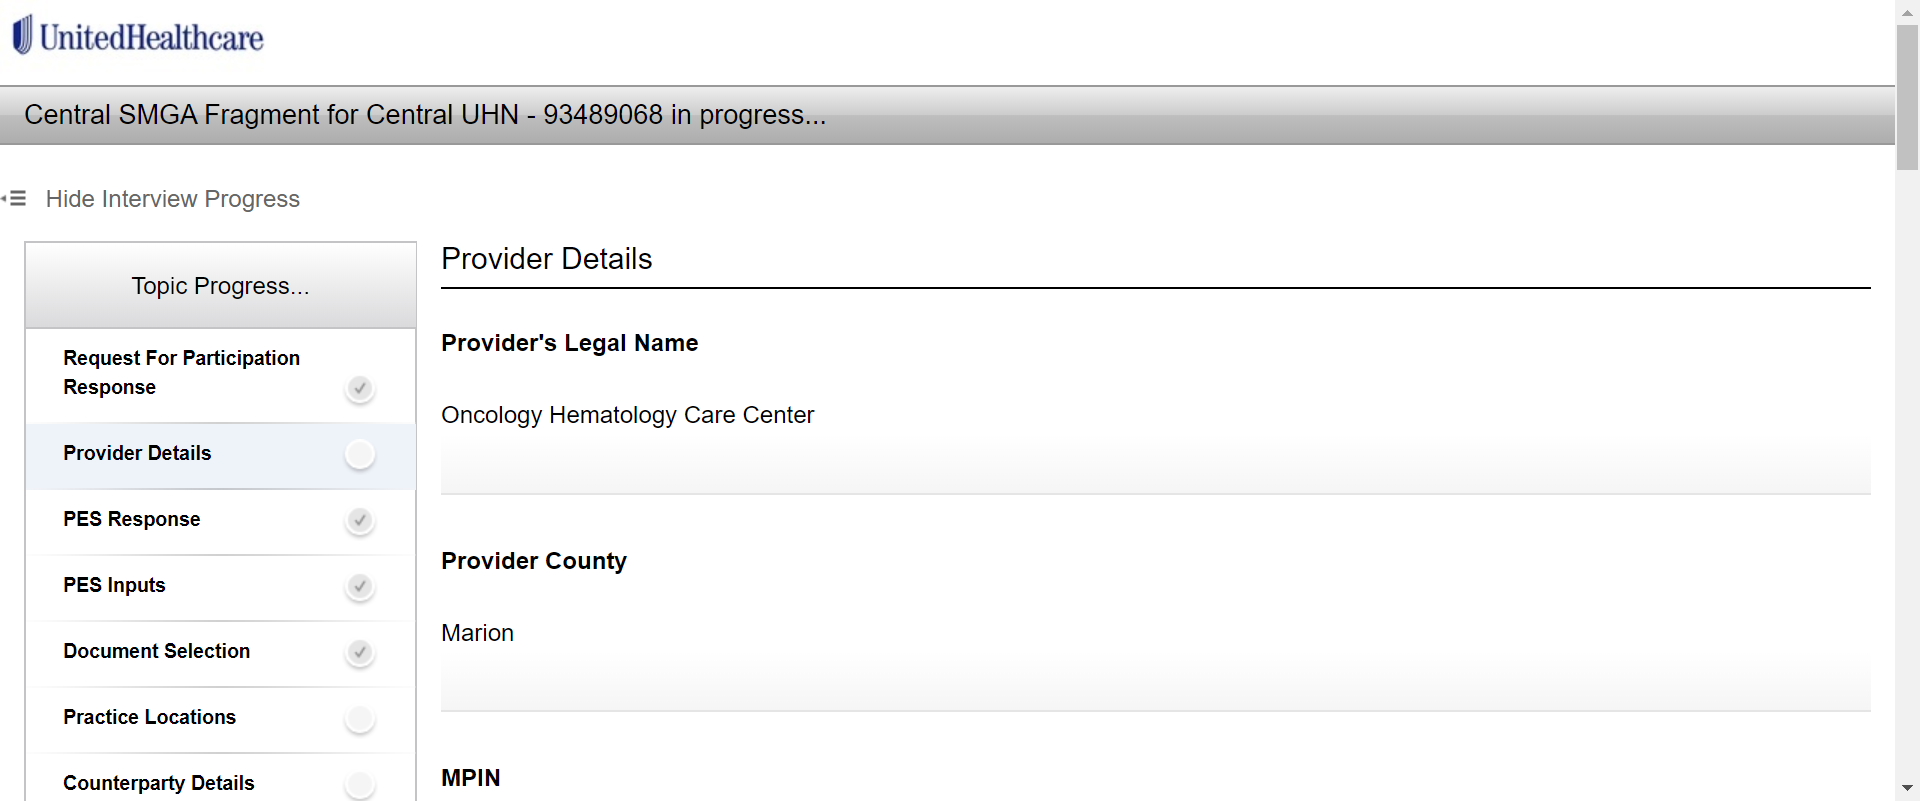 UnitedHealthcare
Central SMGA Fragment for Central UHN - 93489068 in progress...
Hide Interview Progress
Topic Progress...
Request For Participation
Response
Provider Details
PES Response
PES Inputs
Document Selection
Practice Locations
Counterparty Details
Provider Details
Provider's Legal Name
Oncology Hematology Care Center
Provider County
Marion
MPIN